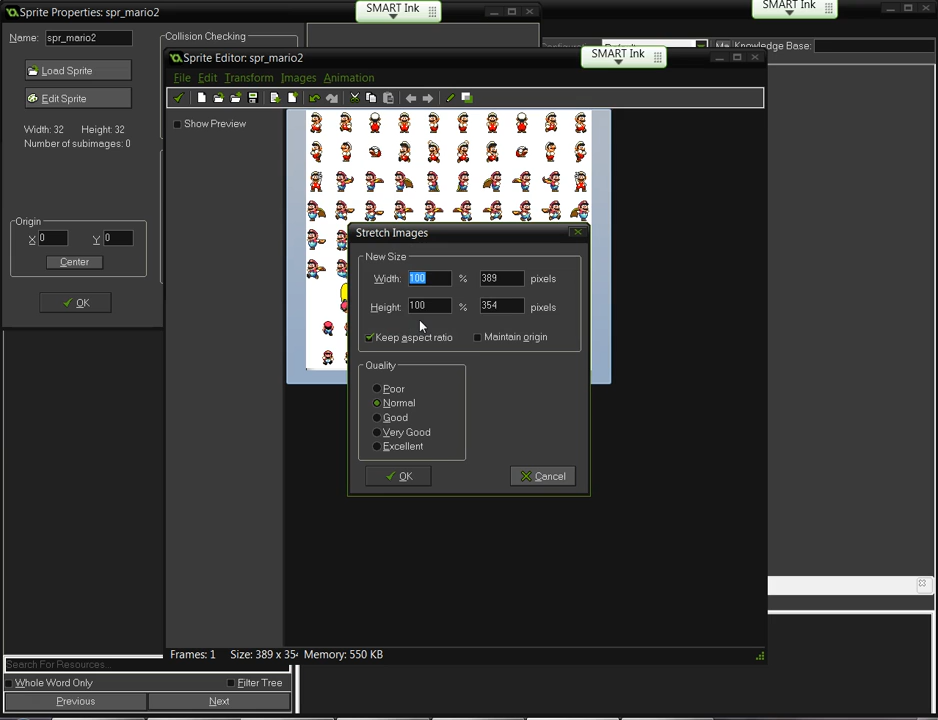 Sprite Properties: spr_mario2
SMART Ink
SMART Ink
Name: spr_mario2
Collision Checking
Load Sprite
Edit Sprite
Width: 32 Height: 32
Number of subimages: 0
Origin
X 0 Y 0
Center
OK
Knowledge Base:
Sprite Editor: spr_mario2
SMART Ink
File Edit Transform Images Animation
Show Preview
Stretch Images
New Size
Width: 100 % 389 pixels
Height: 100 % 354 pixels
Keep aspect ratio Maintain origin
Quality
Poor
Normal
Good
Very Good
Excellent
OK Cancel
Frames: 1 Size: 389 x 354 Memory: 550 KB
Search For Resources...
Whole Word Only Filter Tree
Previous Next